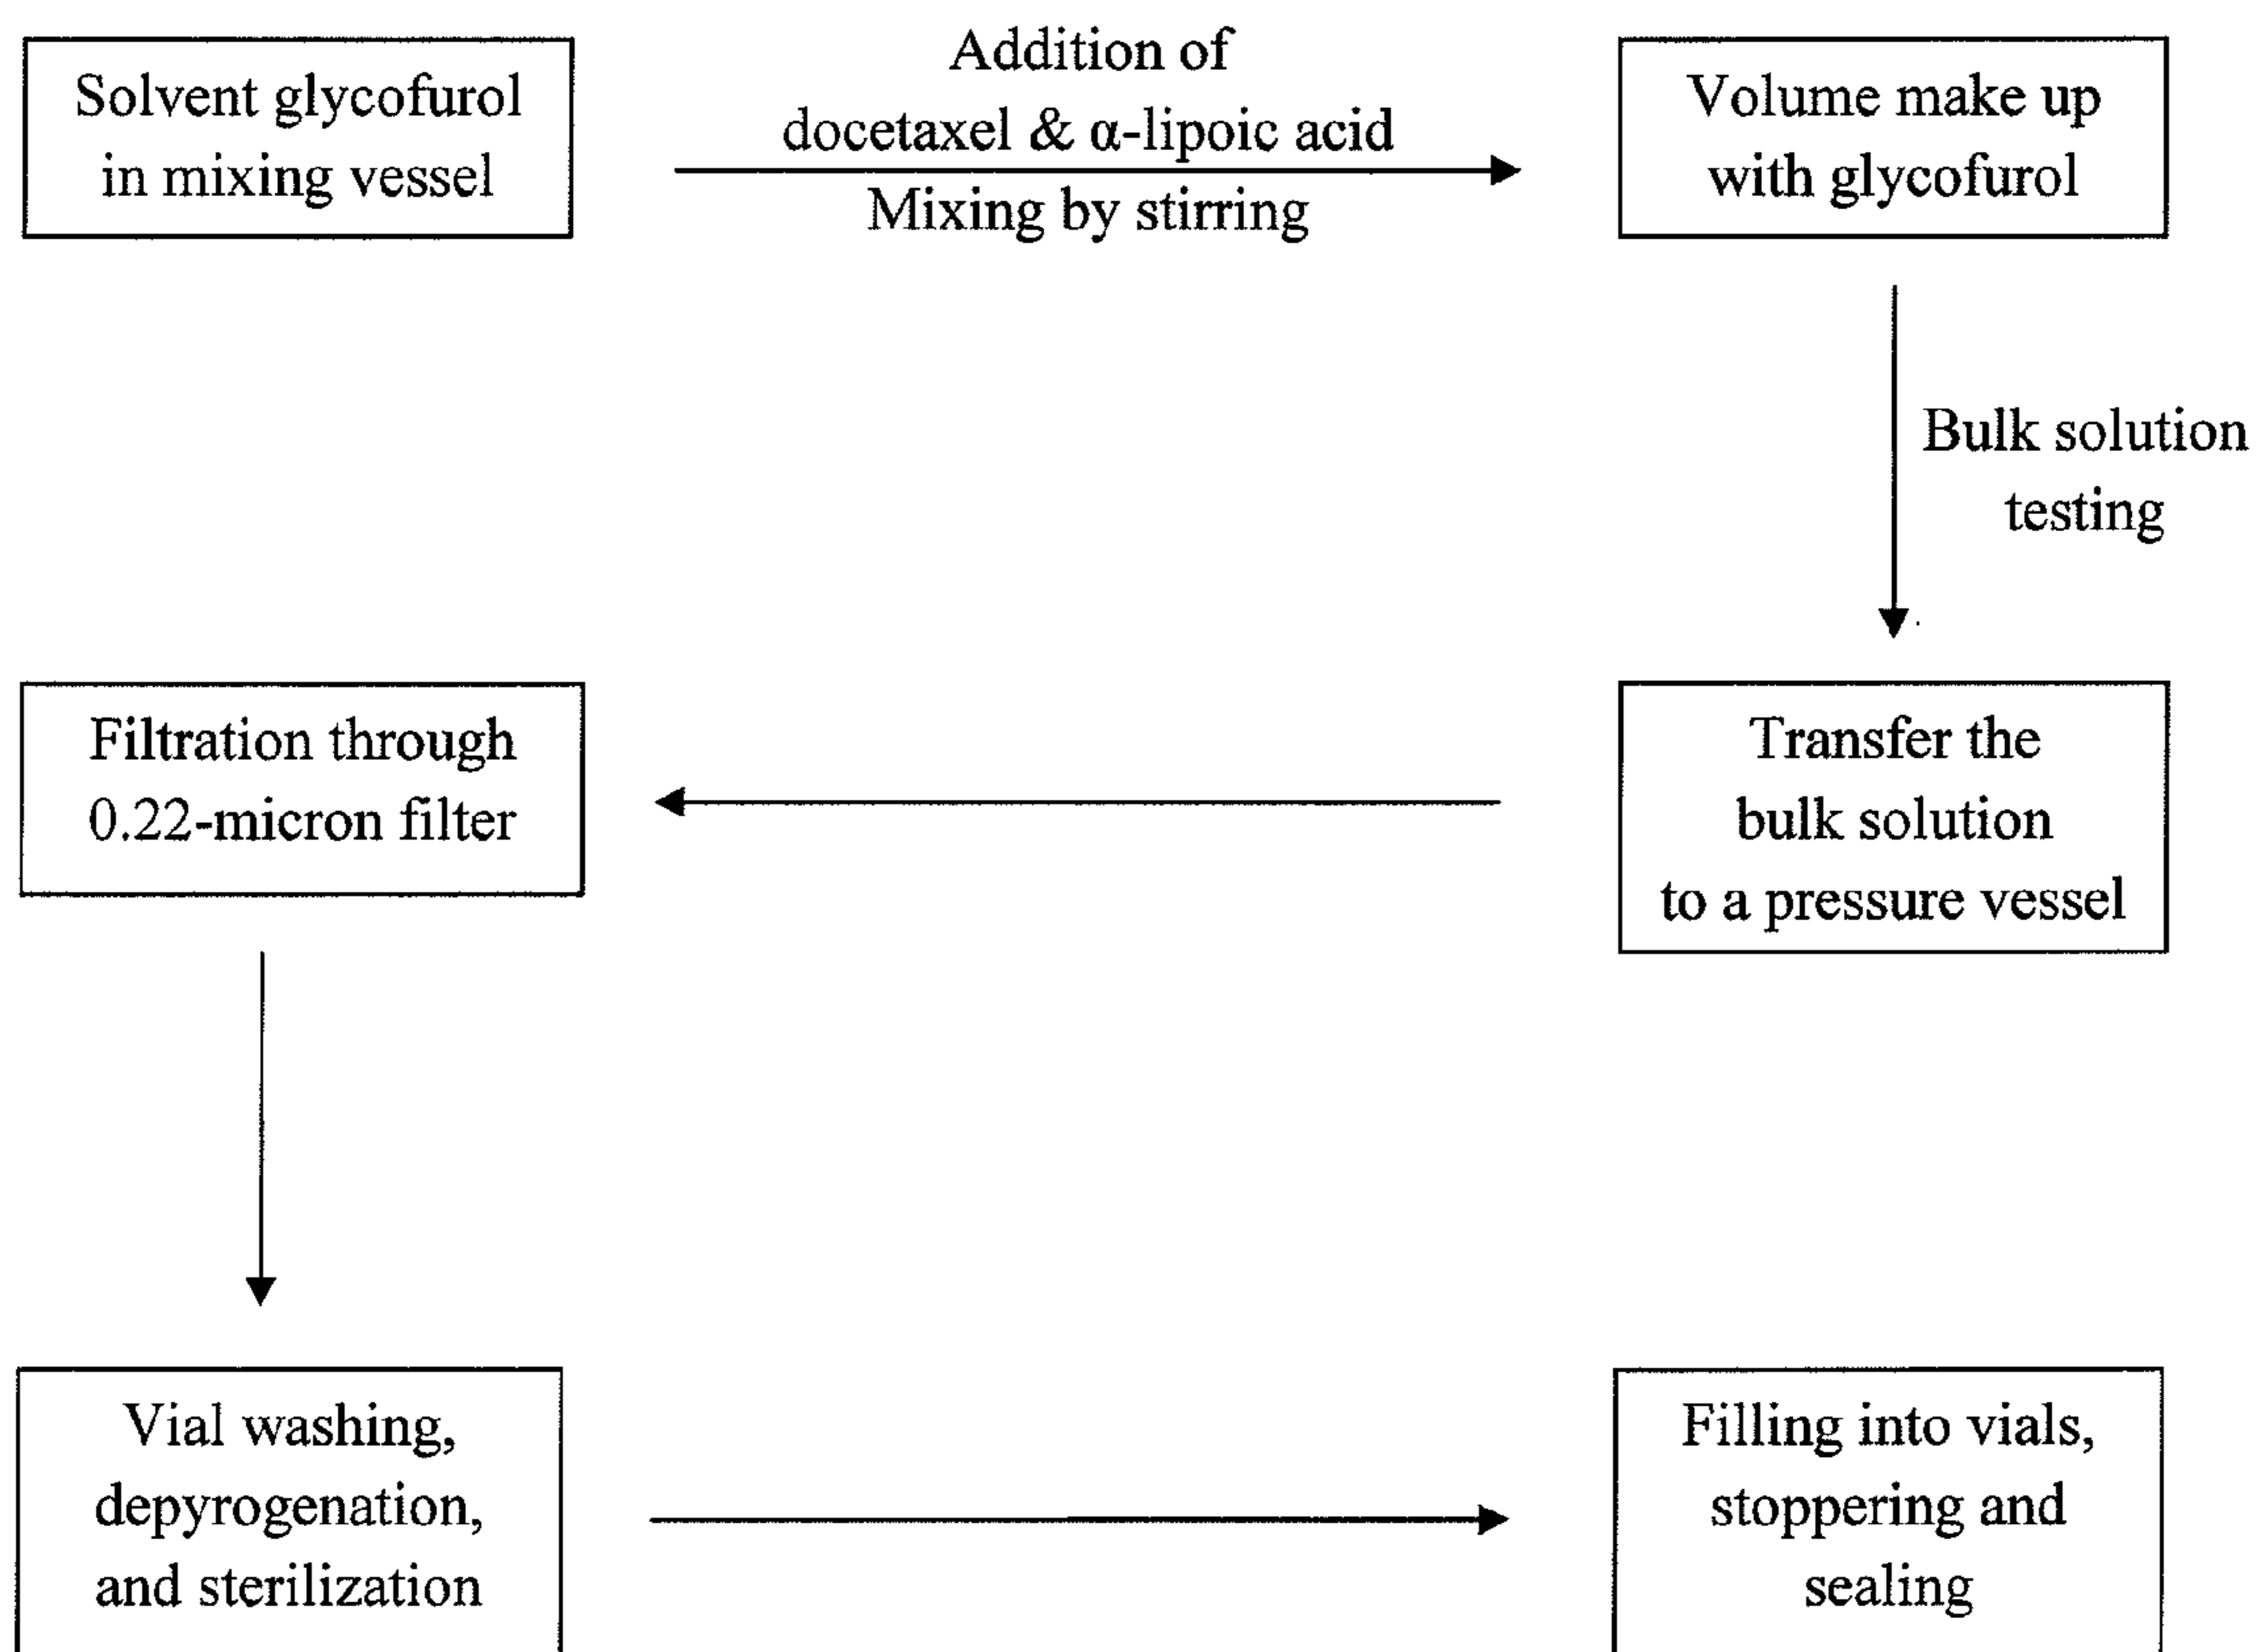 Solvent glycofurol
in mixing vessel
Addition of
docetaxel & α-lipoic acid
Mixing by stirring
Volume make up
with glycofurol
Bulk solution
testing
Transfer the
bulk solution
to a pressure vessel
Filtration through
0.22-micron filter
Vial washing,
depyrogenation,
and sterilization
Filling into vials,
stoppering and
sealing